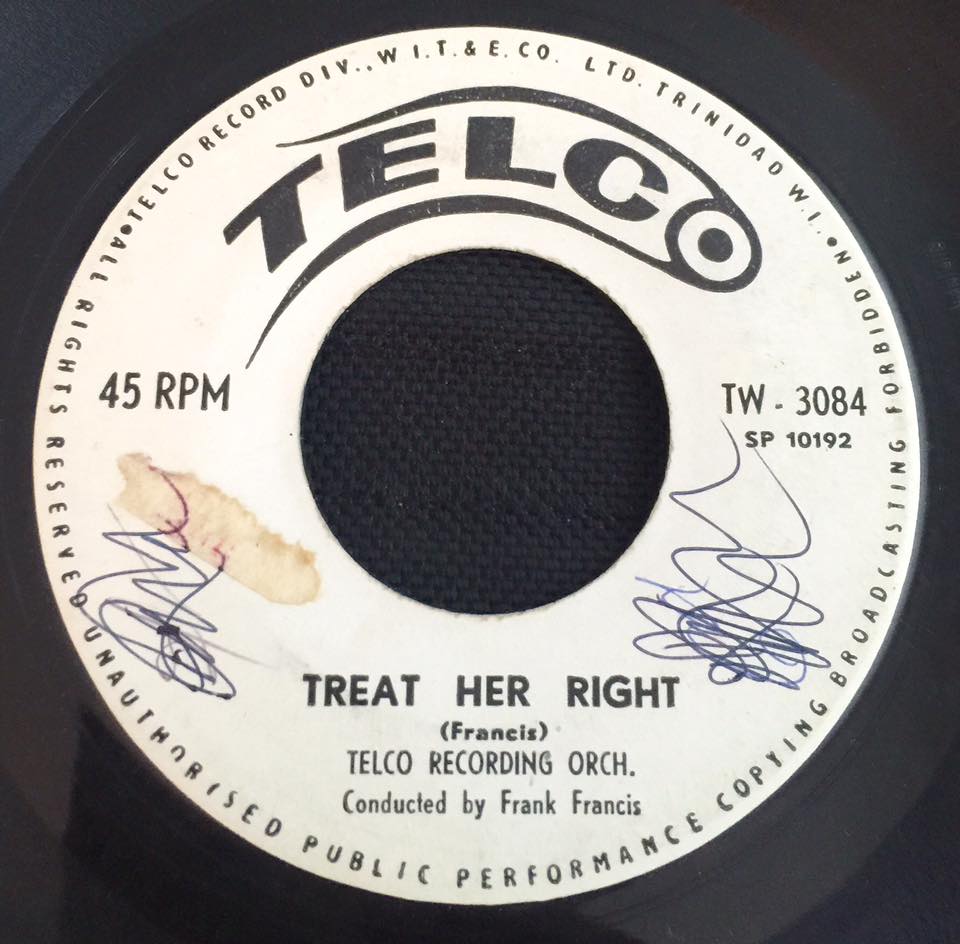 •TELCO RECORD DIV., W I.T. & E. CO. LTD. TRINIDAD W.I.,•
TELCO
45 RPM
TW - 3084
SP 10192
TREAT HER RIGHT
(Francis)
TELCO RECORDING ORCH.
Conducted by Frank Francis
ALL RIGHTS RESERVED UNAUTHORISED PUBLIC PERFORMANCE COPYING BROADCASTING FORBIDDEN